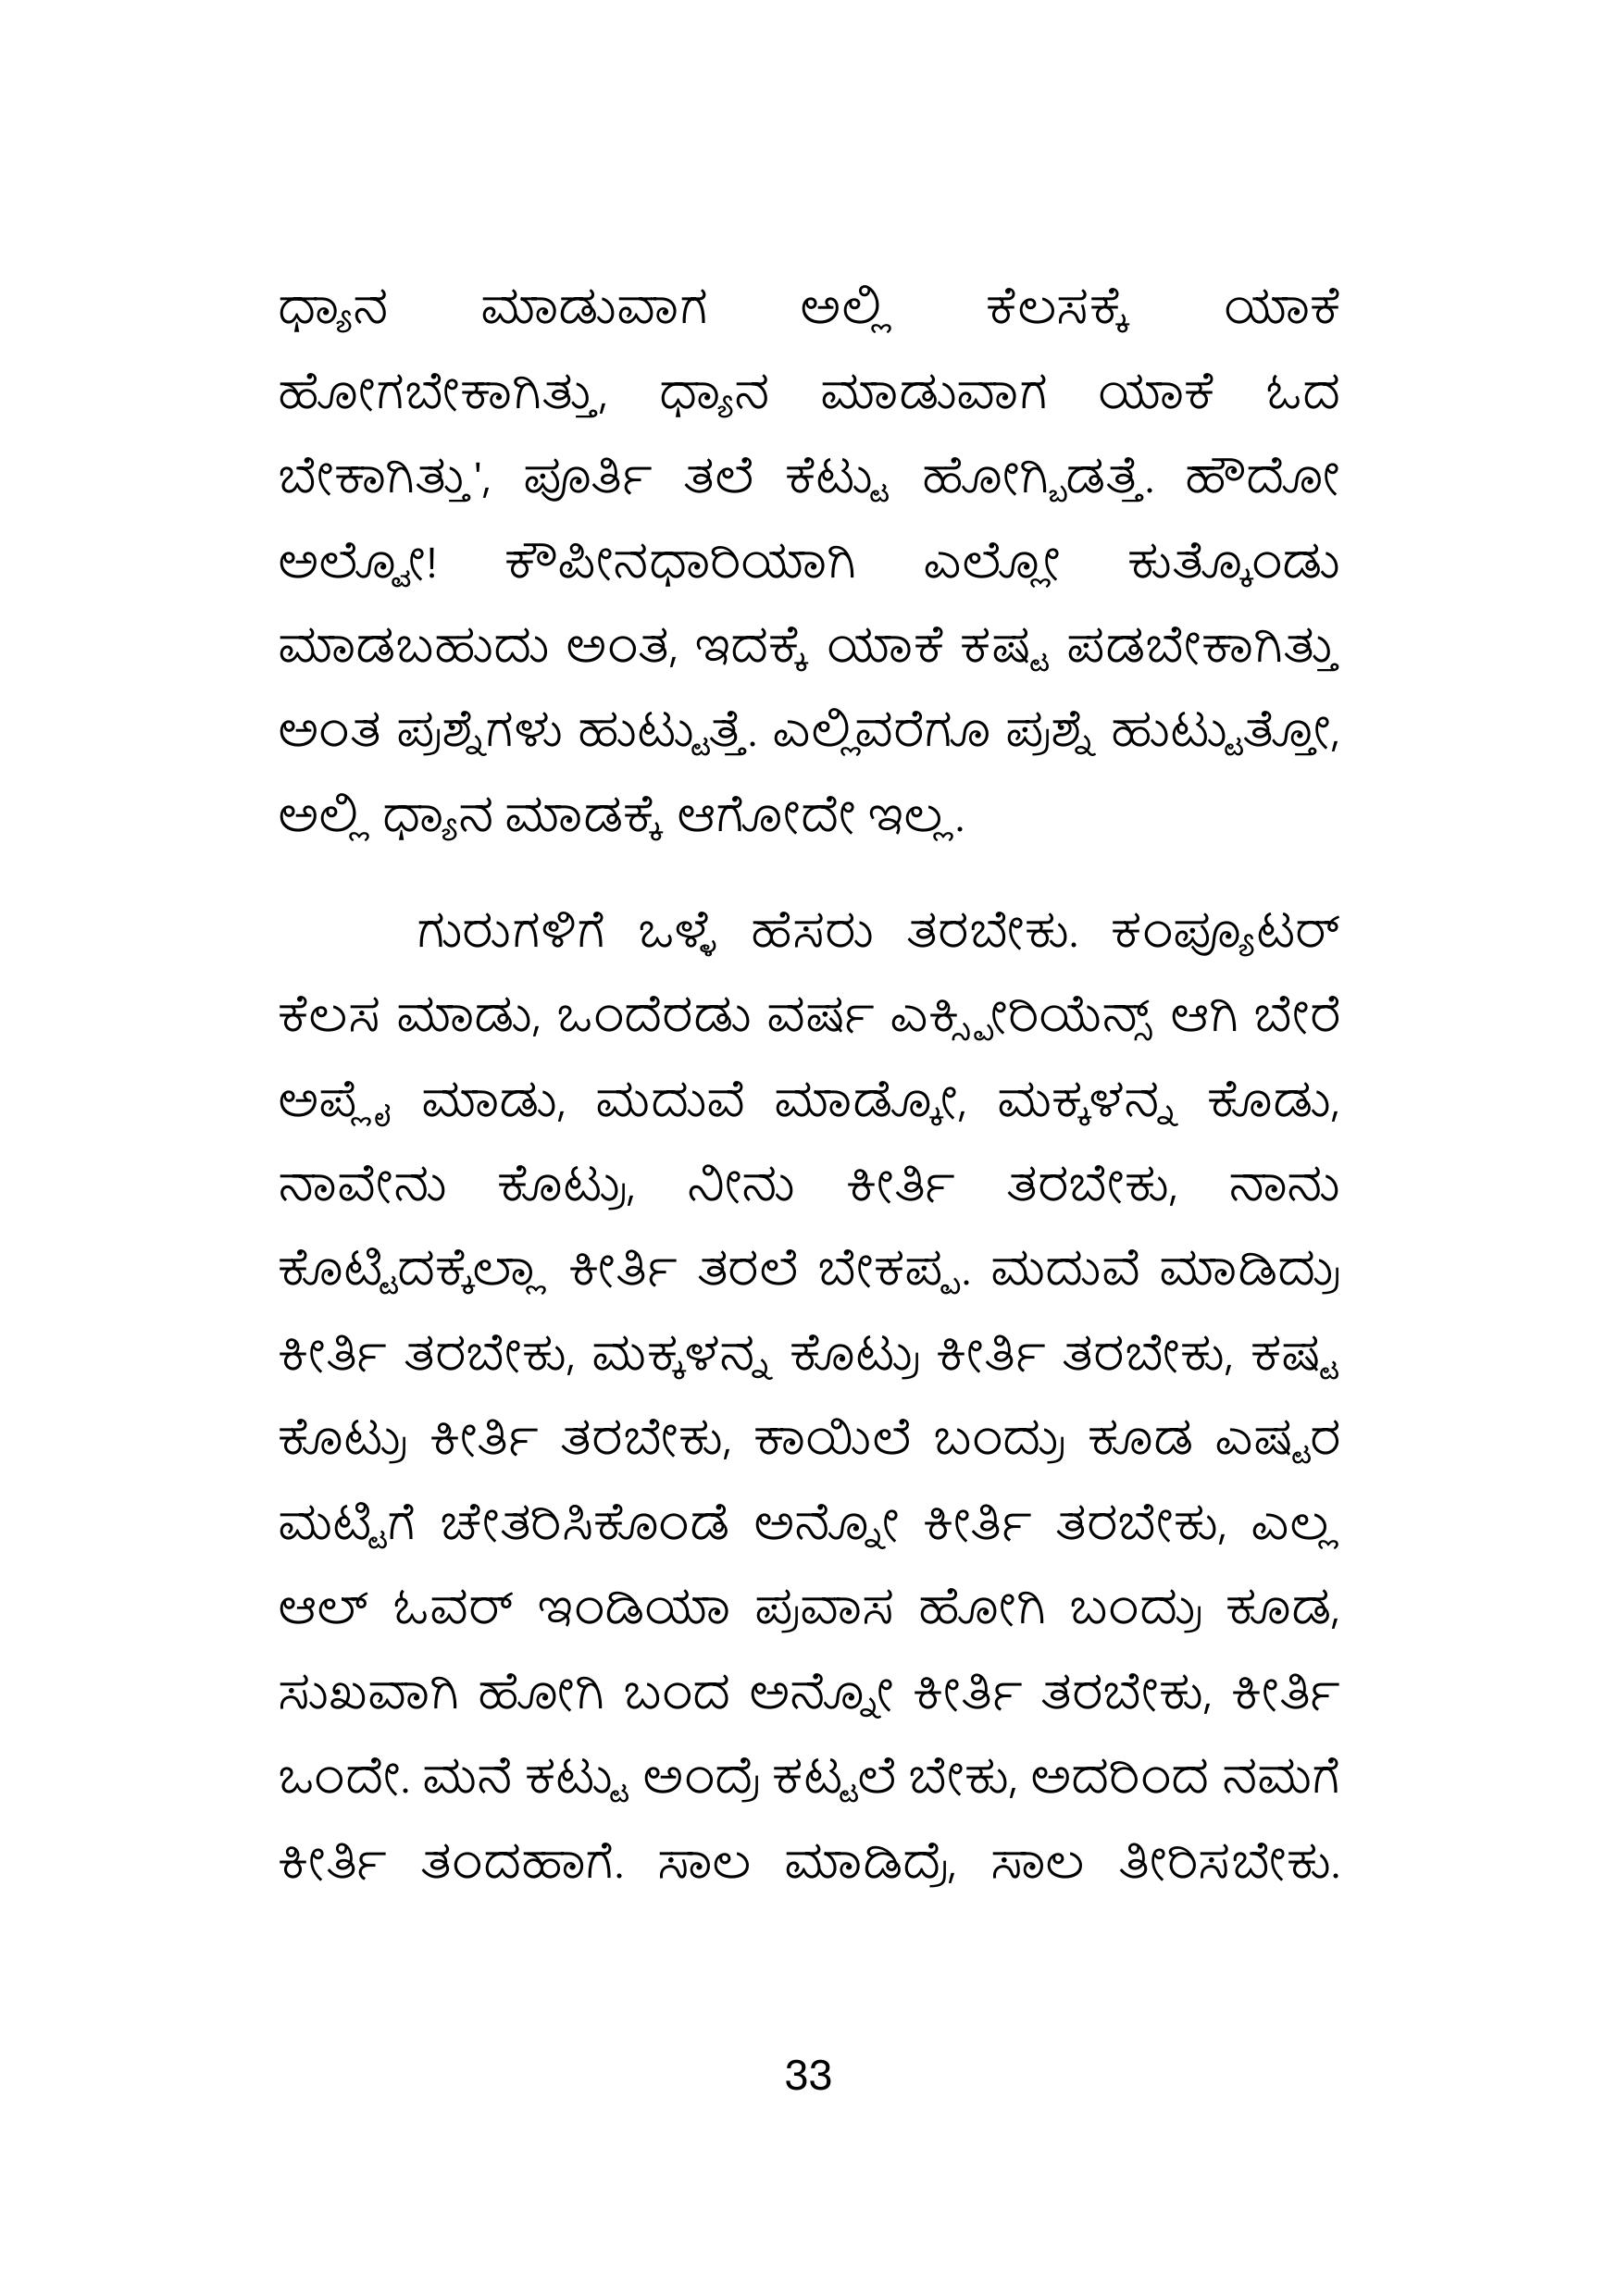 ಧ್ಯಾನ ಮಾಡುವಾಗ ಅಲ್ಲಿ ಕೆಲಸಕ್ಕೆ ಯಾಕೆ
ಹೋಗಬೇಕಾಗಿತ್ತು, ಧ್ಯಾನ ಮಾಡುವಾಗ ಯಾಕೆ ಓದ
ಬೇಕಾಗಿತ್ತು', ಪೂರ್ತಿ ತಲೆ ಕೆಟ್ಟು ಹೋಗ್ಬಿಡತ್ತೆ. ಹೌದೋ
ಅಲ್ವೋ! ಕೌಪೀನಧಾರಿಯಾಗಿ ಎಲ್ಲೋ ಕುತ್ಕೊಂಡು
ಮಾಡಬಹುದು ಅಂತ, ಇದಕ್ಕೆ ಯಾಕೆ ಕಷ್ಟ ಪಡಬೇಕಾಗಿತ್ತು
ಅಂತ ಪ್ರಶ್ನೆಗಳು ಹುಟ್ಟುತ್ತೆ. ಎಲ್ಲಿವರೆಗೂ ಪ್ರಶ್ನೆ ಹುಟ್ಟುತ್ತೋ,
ಅಲ್ಲಿ ಧ್ಯಾನ ಮಾಡಕ್ಕೆ ಆಗೋದೇ ಇಲ್ಲ.
ಗುರುಗಳಿಗೆ ಒಳ್ಳೆ ಹೆಸರು ತರಬೇಕು. ಕಂಪ್ಯೂಟರ್
ಕೆಲಸ ಮಾಡು, ಒಂದೆರಡು ವರ್ಷ ಎಕ್ಸ್ಪೀರಿಯೆನ್ಸ್ ಆಗಿ ಬೇರೆ
ಅಪ್ಲೈ ಮಾಡು, ಮದುವೆ ಮಾಡ್ಕೋ, ಮಕ್ಕಳನ್ನ ಕೊಡು,
ನಾವೇನು ಕೊಟ್ರು, ನೀನು ಕೀರ್ತಿ ತರಬೇಕು, ನಾನು
ಕೊಟ್ಟಿದಕ್ಕೆಲ್ಲಾ ಕೀರ್ತಿ ತರಲೆ ಬೇಕಪ್ಪ. ಮದುವೆ ಮಾಡಿದ್ರು
ಕೀರ್ತಿ ತರಬೇಕು, ಮಕ್ಕಳನ್ನ ಕೊಟ್ರು ಕೀರ್ತಿ ತರಬೇಕು, ಕಷ್ಟ
ಕೊಟ್ರು ಕೀರ್ತಿ ತರಬೇಕು, ಕಾಯಿಲೆ ಬಂದ್ರು ಕೂಡ ಎಷ್ಟರ
ಮಟ್ಟಿಗೆ ಚೇತರಿಸಿಕೊಂಡೆ ಅನ್ನೋ ಕೀರ್ತಿ ತರಬೇಕು, ಎಲ್ಲ
ಆಲ್ ಓವರ್ ಇಂಡಿಯಾ ಪ್ರವಾಸ ಹೋಗಿ ಬಂದ್ರು ಕೂಡ,
ಸುಖವಾಗಿ ಹೋಗಿ ಬಂದ ಅನ್ನೋ ಕೀರ್ತಿ ತರಬೇಕು, ಕೀರ್ತಿ
ಒಂದೇ. ಮನೆ ಕಟ್ಟು ಅಂದ್ರೆ ಕಟ್ಟಲೆ ಬೇಕು, ಅದರಿಂದ ನಮಗೆ
ಕೀರ್ತಿ ತಂದಹಾಗೆ. ಸಾಲ ಮಾಡಿದ್ರೆ, ಸಾಲ ತೀರಿಸಬೇಕು.
33